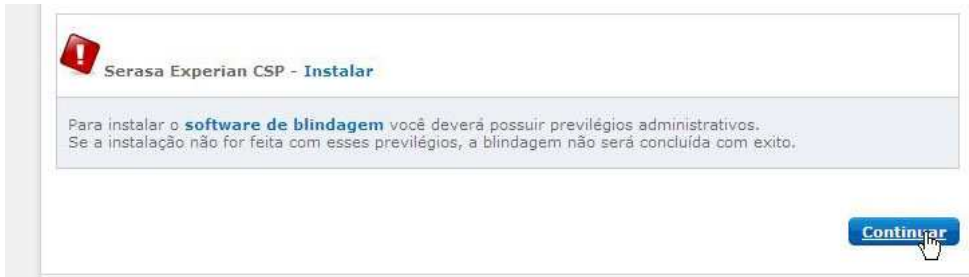 Serasa Experian CSP - Instalar
Para instalar o software de blindagem você deverá possuir previlégios administrativos.
Se a instalação não for feita com esses previlégios, a blindagem não será concluída com exito.
Continuar